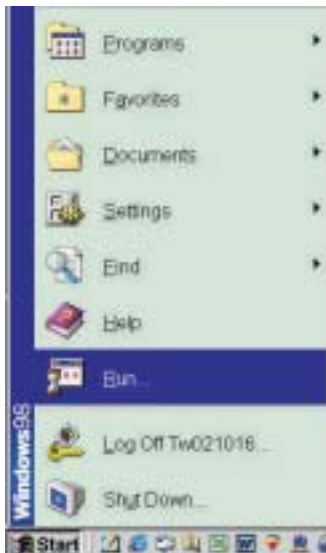 Programs
Favorites
Documents
Settings
Find
Help
Run...
Log Off Tw021016...
Shut Down...
Windows98
Start